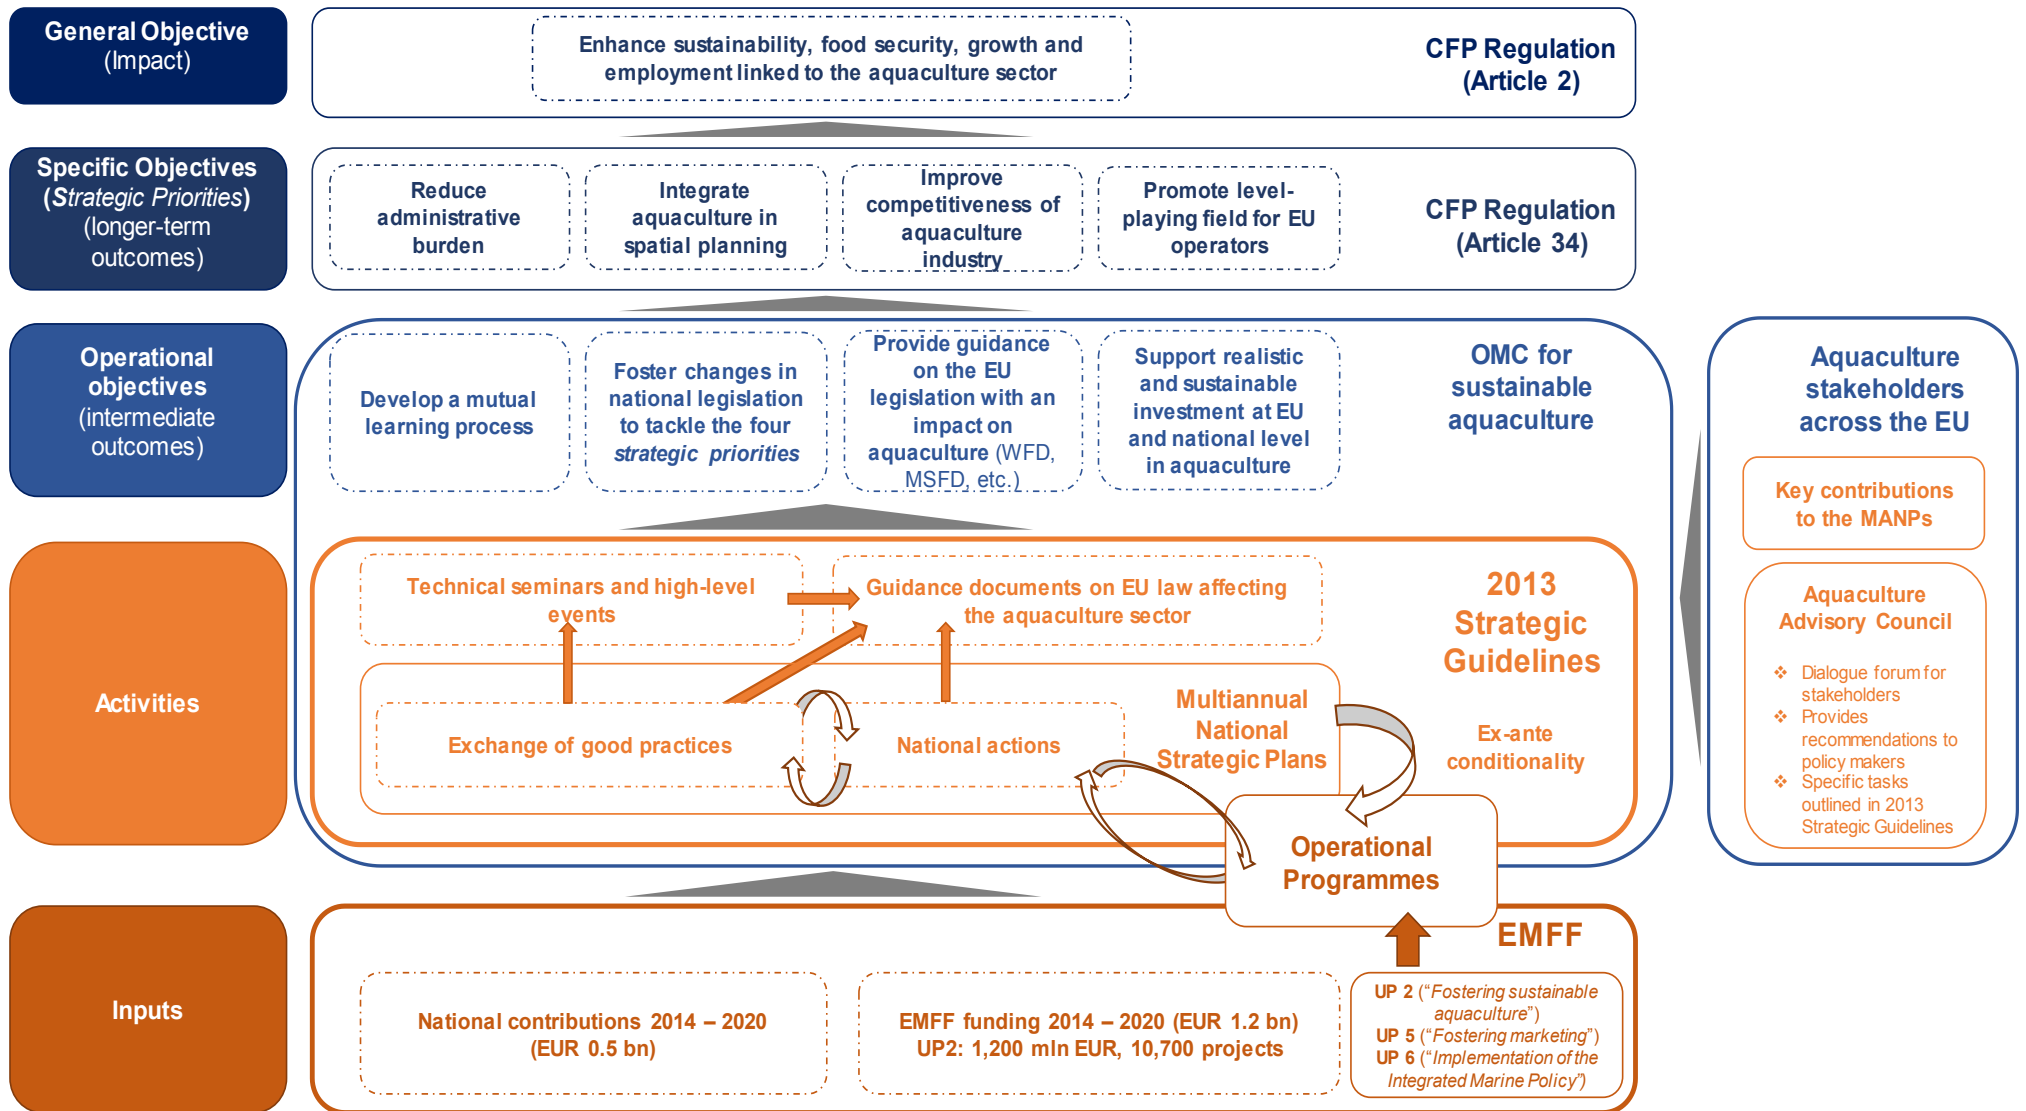 General Objective
(Impact)
Enhance sustainability, food security, growth and
employment linked to the aquaculture sector
CFP Regulation
(Article 2)
Specific Objectives
(Strategic Priorities)
(longer-term
outcomes)
Reduce
administrative
burden
Integrate
aquaculture in
spatial planning
Improve
competitiveness of
aquaculture
industry
Promote level-
playing field for EU
operators
CFP Regulation
(Article 34)
Operational
objectives
(intermediate
outcomes)
Develop a mutual
learning process
Foster changes in
national legislation
to tackle the four
strategic priorities
Provide guidance
on the EU
legislation with an
impact on
aquaculture (WFD,
MSFD, etc.)
Support realistic
and sustainable
investment at EU
and national level
in aquaculture
OMC for
sustainable
aquaculture
Aquaculture
stakeholders
across the EU
Key contributions
to the MANPs
Aquaculture
Advisory Council
❖ Dialogue forum for
stakeholders
❖ Provides
recommendations to
policy makers
❖ Specific tasks
outlined in 2013
Strategic Guidelines
Activities
Technical seminars and high-level
events
Guidance documents on EU law affecting
the aquaculture sector
2013
Strategic
Guidelines
Exchange of good practices
National actions
Multiannual
National
Strategic Plans
Ex-ante
conditionality
Operational
Programmes
Inputs
National contributions 2014 – 2020
(EUR 0.5 bn)
EMFF funding 2014 – 2020 (EUR 1.2 bn)
UP2: 1,200 mln EUR, 10,700 projects
EMFF
UP 2 (“Fostering sustainable
aquaculture”)
UP 5 (“Fostering marketing”)
UP 6 (“Implementation of the
Integrated Marine Policy”)